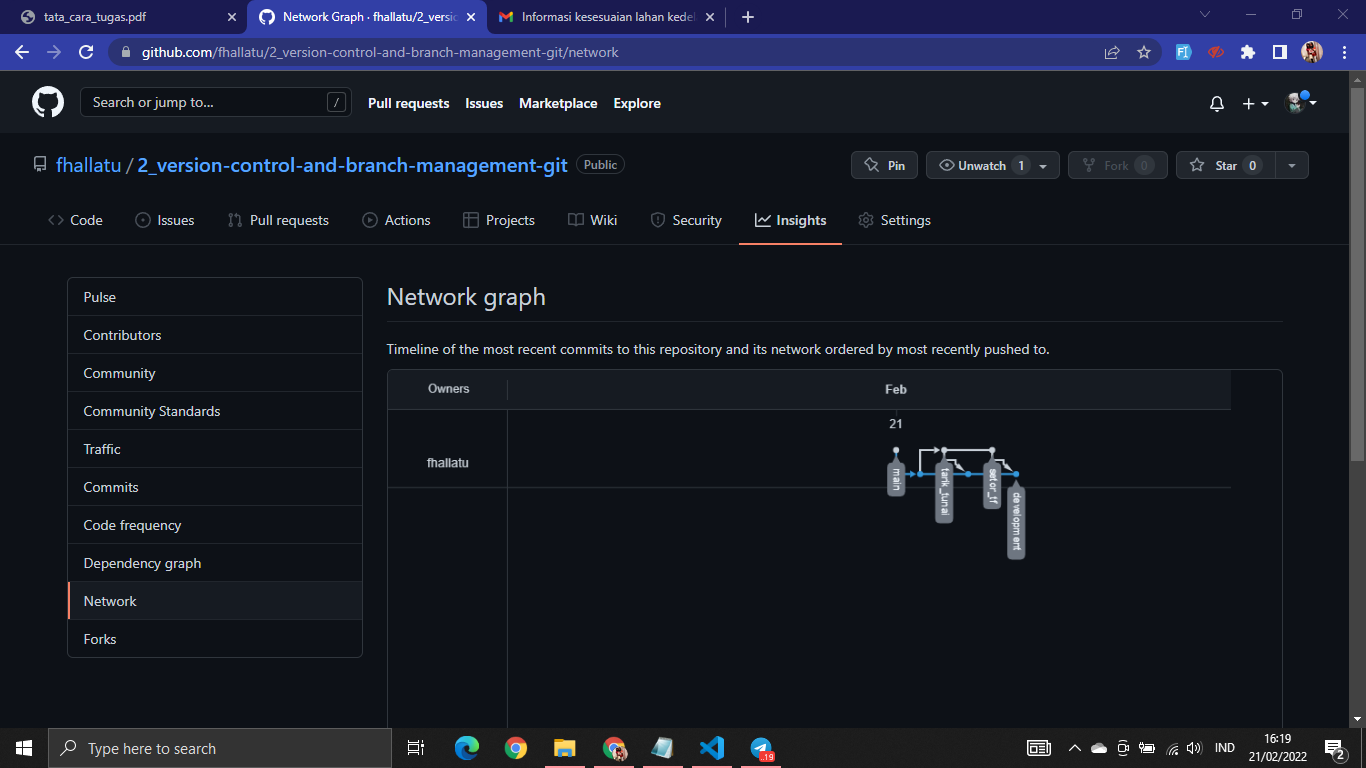 tata_cara_tugas.pdf
Network Graph · fhallatu/2_versio
Informasi kesesuaian lahan kedel
github.com/fhallatu/2_version-control-and-branch-management-git/network
Search or jump to... /
Pull requests Issues Marketplace Explore
fhallatu / 2_version-control-and-branch-management-git Public
Pin Unwatch 1 Fork 0 Star 0
Code Issues Pull requests Actions Projects Wiki Security Insights Settings
Pulse
Contributors
Community
Community Standards
Traffic
Commits
Code frequency
Dependency graph
Network
Forks
Network graph
Timeline of the most recent commits to this repository and its network ordered by most recently pushed to.
Owners Feb
21
fhallatu
main
tarik_tunai
setor_tf
development
Type here to search
..19
IND
16:19
21/02/2022
2